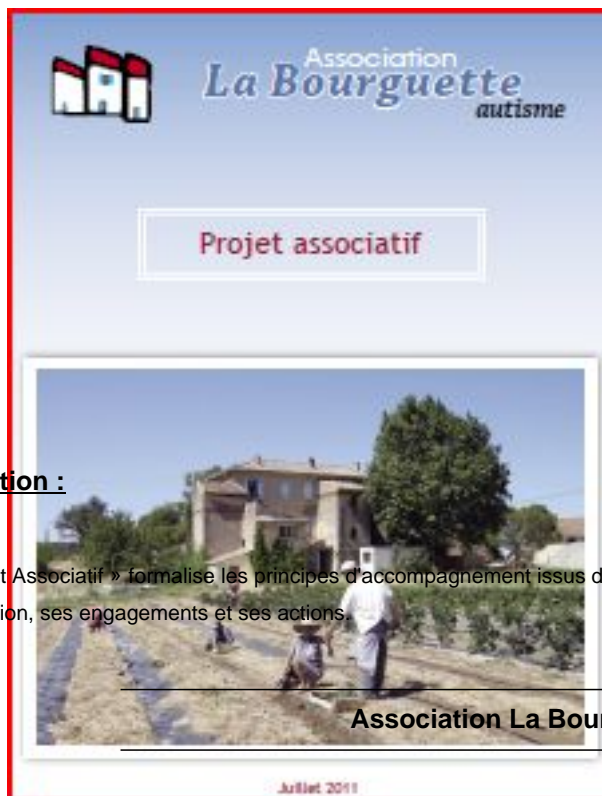 Association
La Bourguette
autisme
Projet associatif
tion :
t Associatif » formalise les principes d'accompagnement issus d
ion, ses engagements et ses actions.
Association La Bour
Juillet 2011